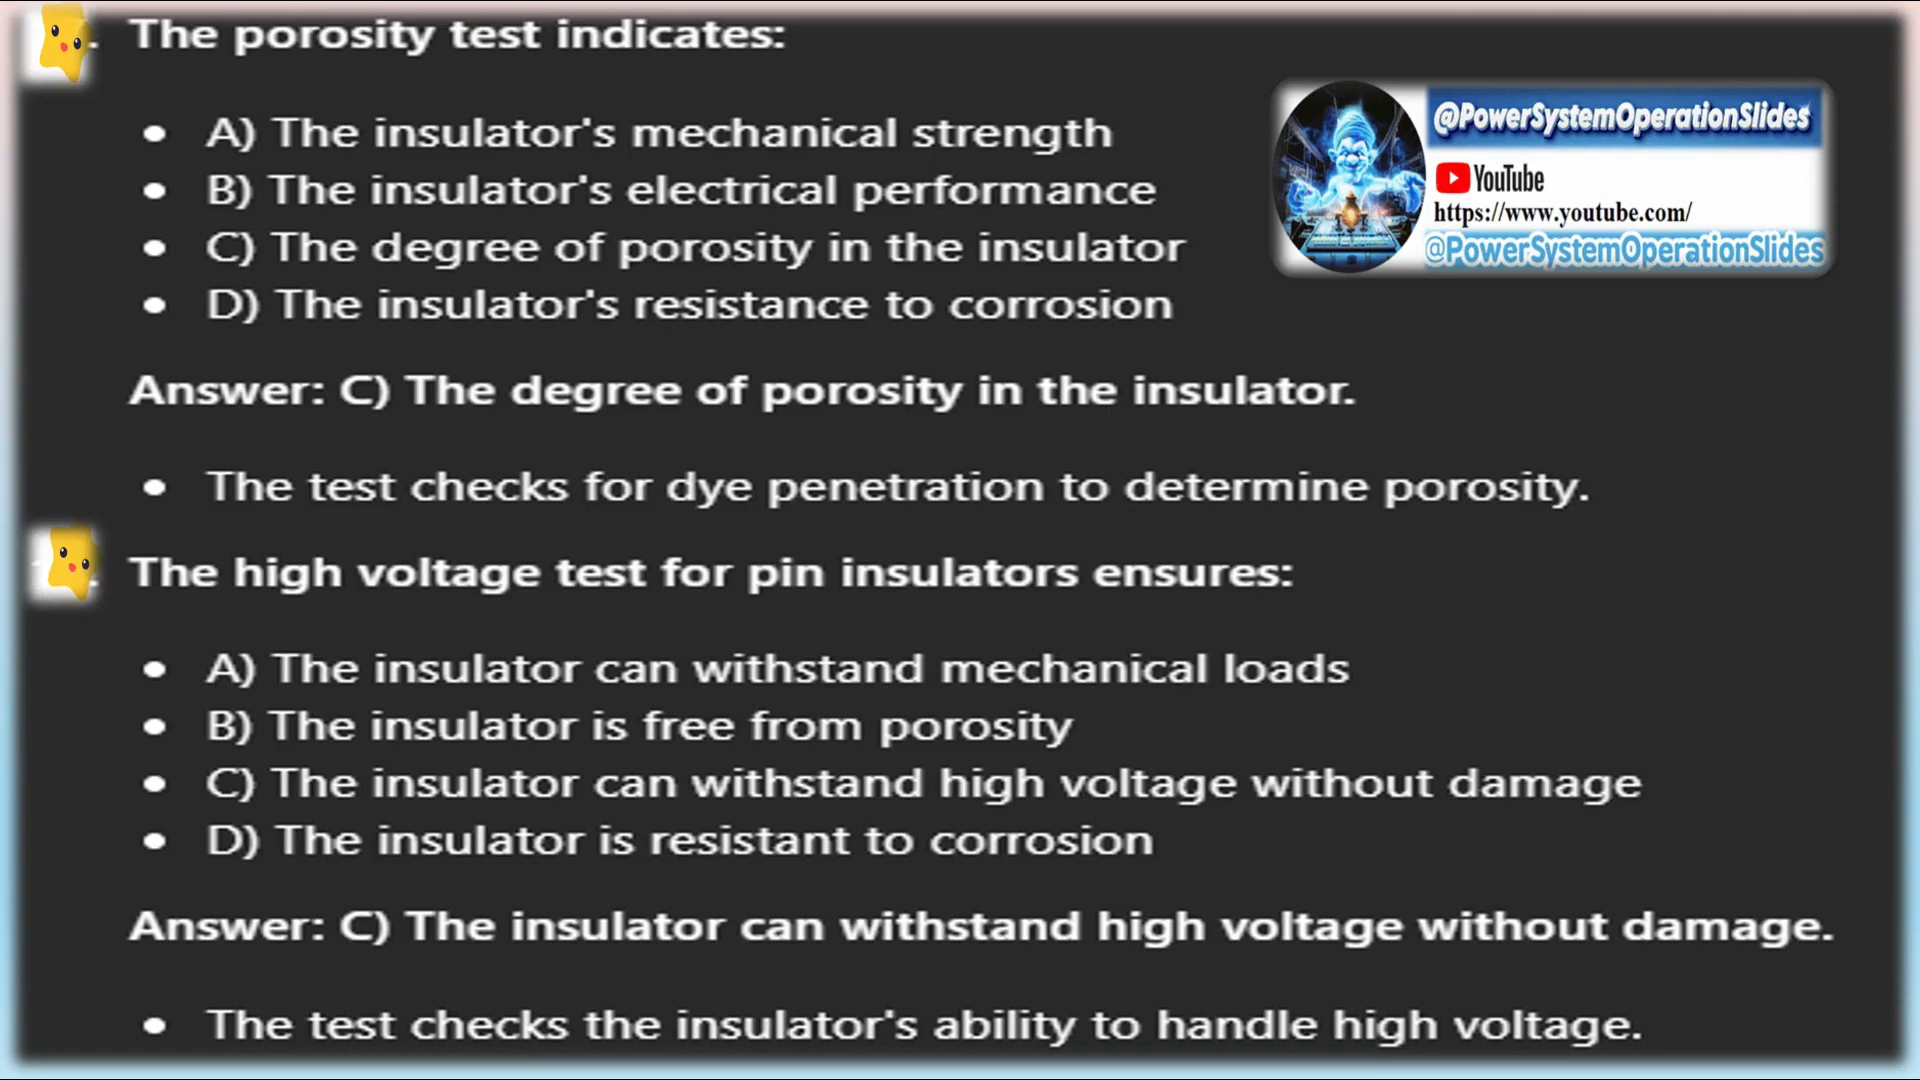 The porosity test indicates:
@PowerSystemOperationSlides
• A) The insulator's mechanical strength
YouTube
• B) The insulator's electrical performance
https://www.youtube.com/
• C) The degree of porosity in the insulator
@PowerSystemOperationSlides
• D) The insulator's resistance to corrosion
Answer: C) The degree of porosity in the insulator.
• The test checks for dye penetration to determine porosity.
The high voltage test for pin insulators ensures:
• A) The insulator can withstand mechanical loads
• B) The insulator is free from porosity
• C) The insulator can withstand high voltage without damage
• D) The insulator is resistant to corrosion
Answer: C) The insulator can withstand high voltage without damage.
• The test checks the insulator's ability to handle high voltage.